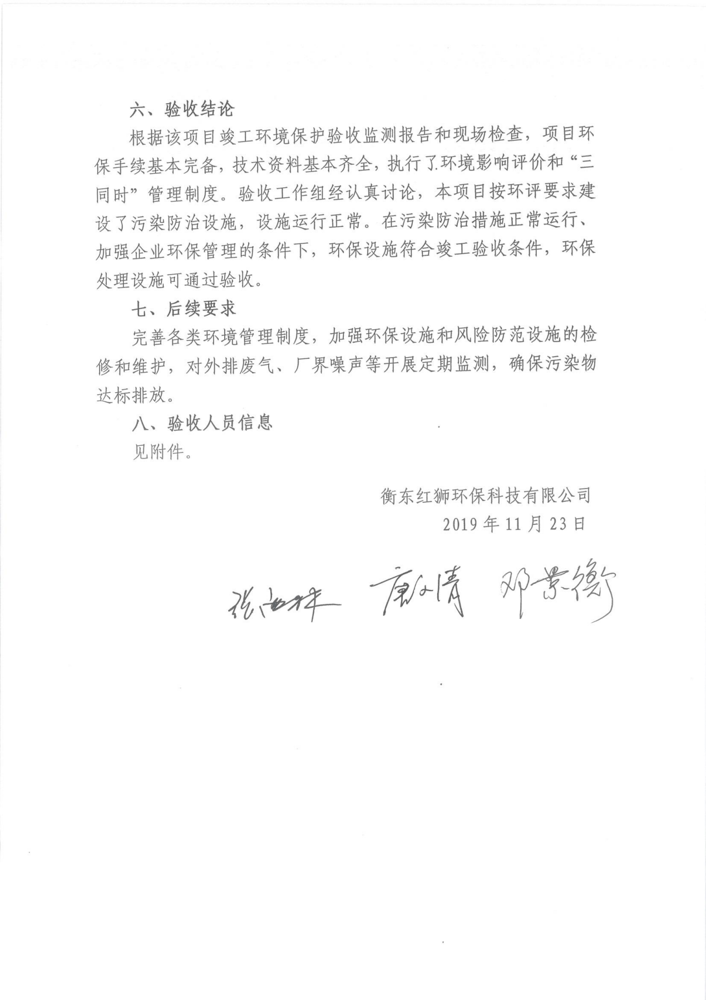 六、验收结论
根据该项目竣工环境保护验收监测报告和现场检查，项目环
保手续基本完备，技术资料基本齐全，执行了环境影响评价和“三
同时”管理制度。验收工作组经认真讨论，本项目按环评要求建
设了污染防治设施，设施运行正常。在污染防治措施正常运行、
加强企业环保管理的条件下，环保设施符合竣工验收条件，环保
处理设施可通过验收。
七、后续要求
完善各类环境管理制度，加强环保设施和风险防范设施的检
修和维护，对外排废气、厂界噪声等开展定期监测，确保污染物
达标排放。
八、验收人员信息
见附件。
衡东红狮环保科技有限公司
2019 年 11 月 23 日
唐文清 邓景衡